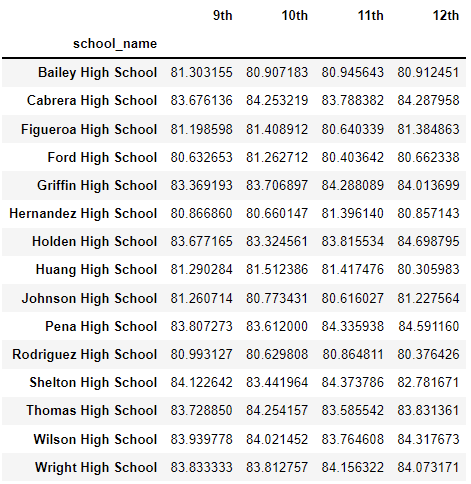 9th 10th 11th 12th
school_name
Bailey High School 81.303155 80.907183 80.945643 80.912451
Cabrera High School 83.676136 84.253219 83.788382 84.287958
Figueroa High School 81.198598 81.408912 80.640339 81.384863
Ford High School 80.632653 81.262712 80.403642 80.662338
Griffin High School 83.369193 83.706897 84.288089 84.013699
Hernandez High School 80.866860 80.660147 81.396140 80.857143
Holden High School 83.677165 83.324561 83.815534 84.698795
Huang High School 81.290284 81.512386 81.417476 80.305983
Johnson High School 81.260714 80.773431 80.616027 81.227564
Pena High School 83.807273 83.612000 84.335938 84.591160
Rodriguez High School 80.993127 80.629808 80.864811 80.376426
Shelton High School 84.122642 83.441964 84.373786 82.781671
Thomas High School 83.728850 84.254157 83.585542 83.831361
Wilson High School 83.939778 84.021452 83.764608 84.317673
Wright High School 83.833333 83.812757 84.156322 84.073171